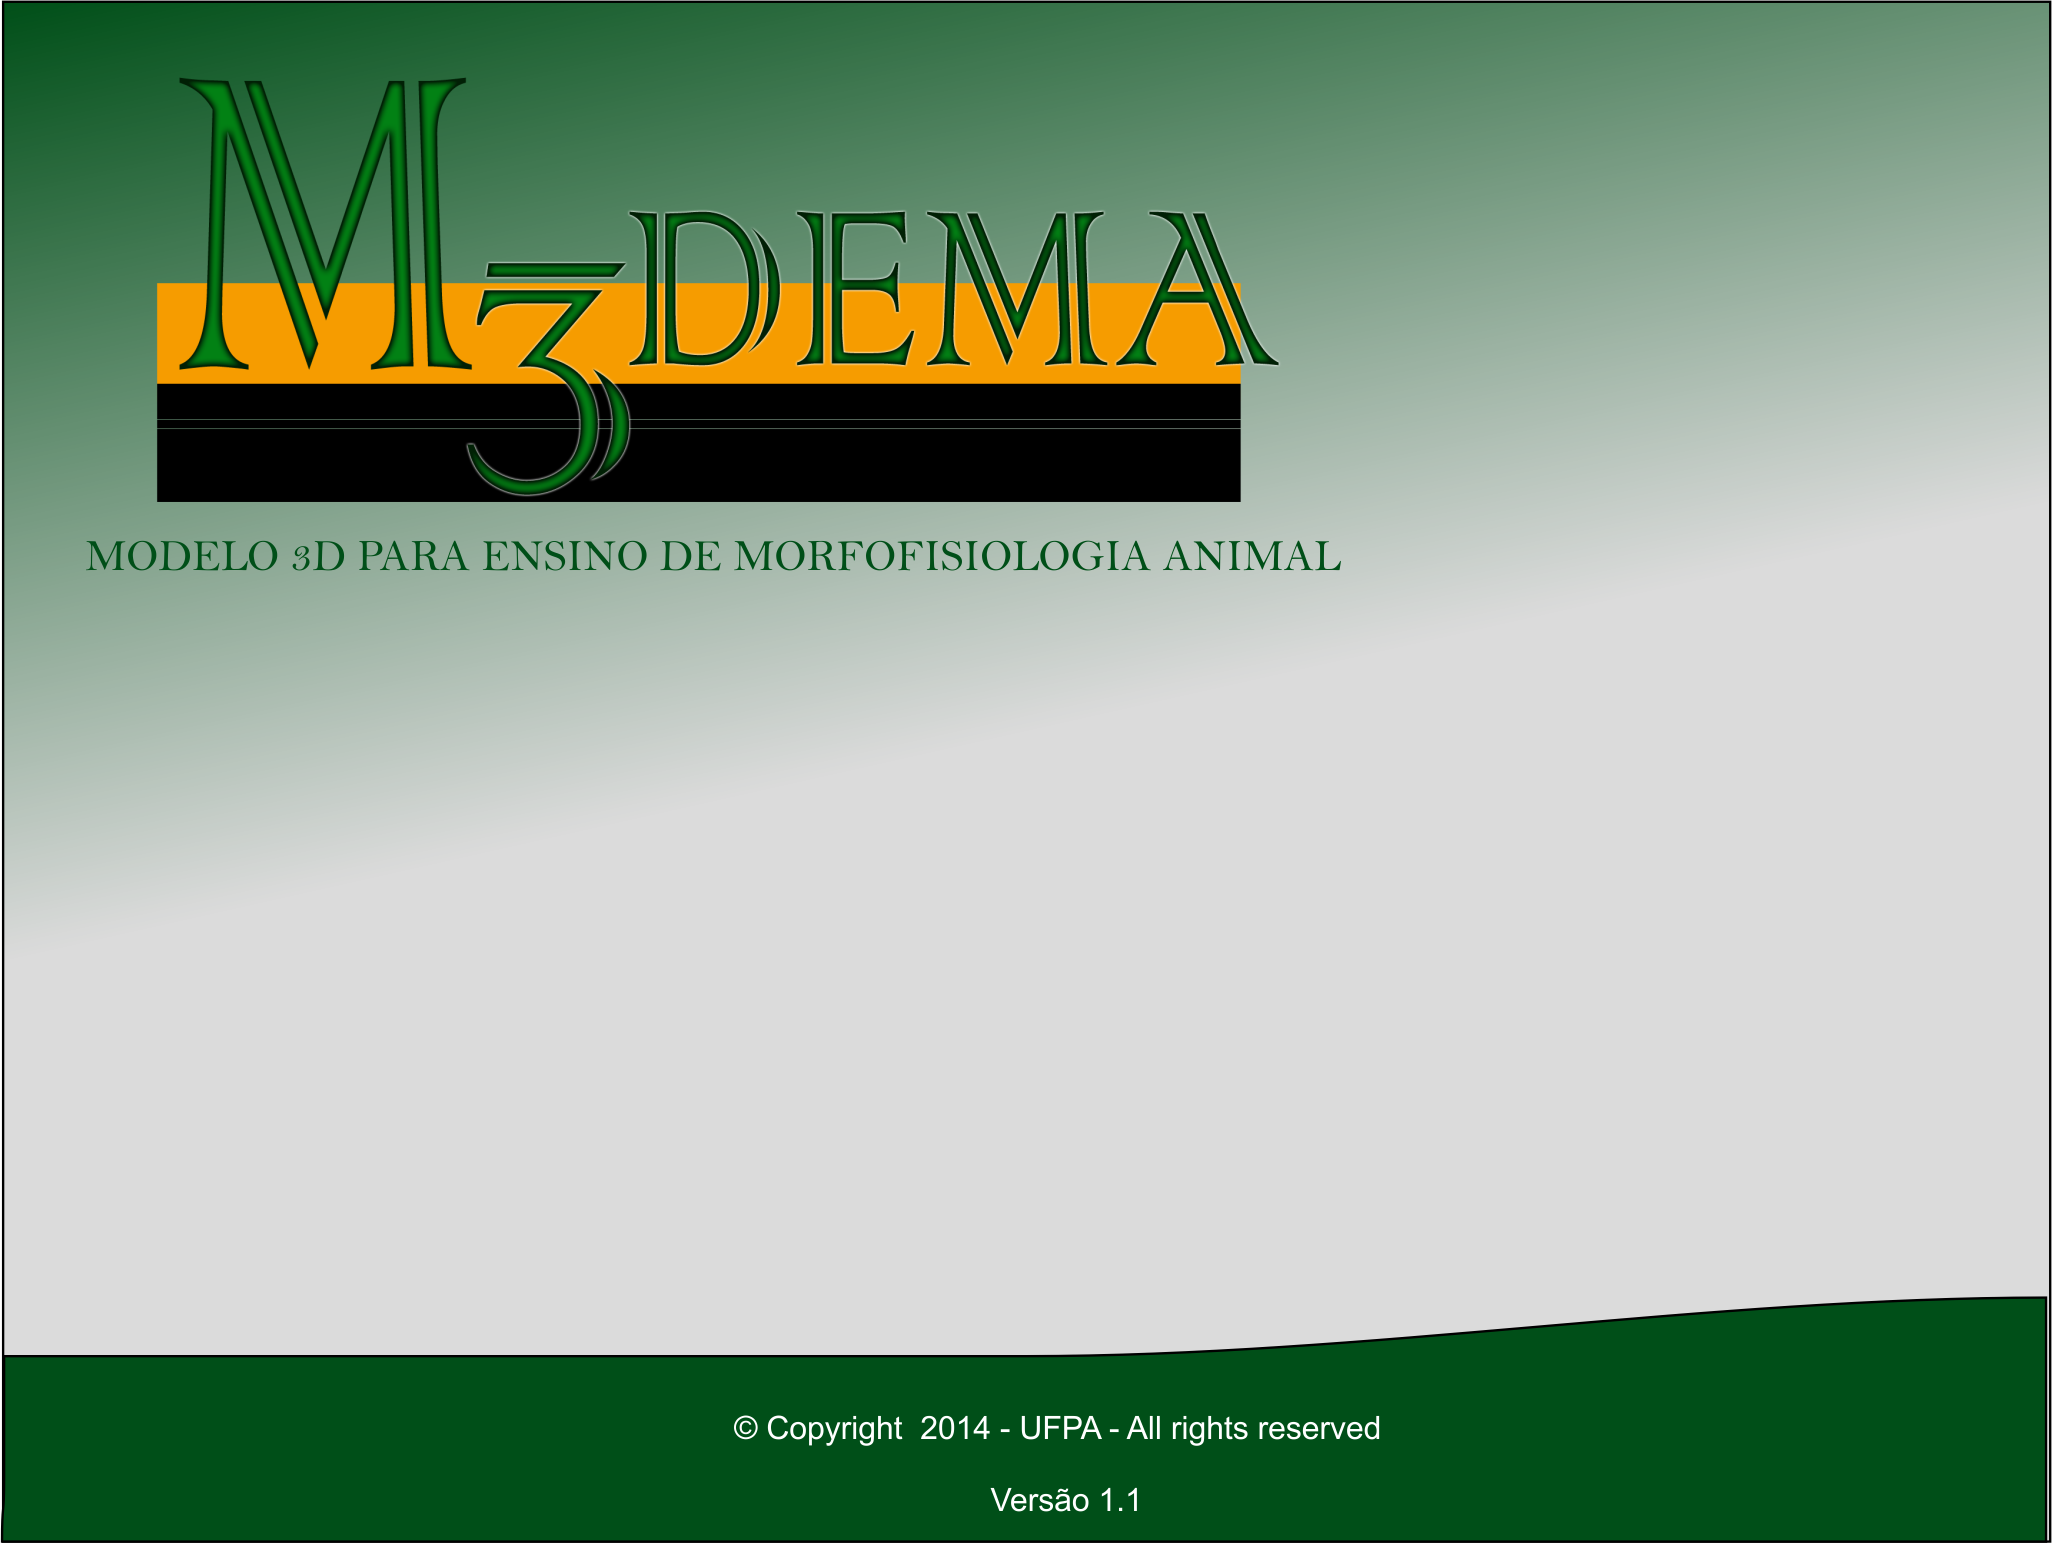 M3DEMA
MODELO 3D PARA ENSINO DE MORFOFISIOLOGIA ANIMAL
© Copyright  2014 - UFPA - All rights reserved
Versão 1.1